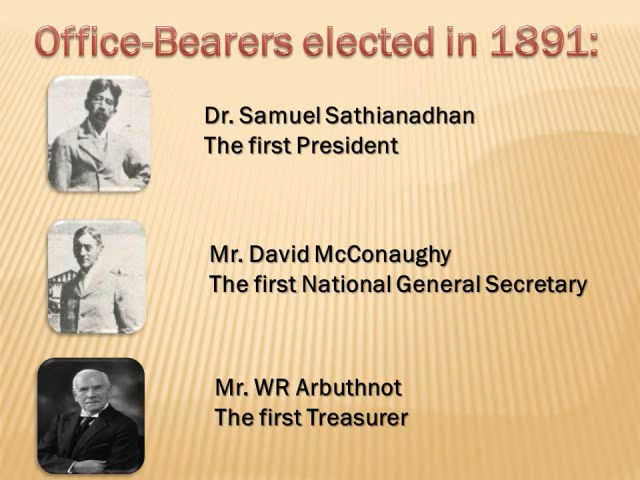 Office-Bearers elected in 1891:
Dr. Samuel Sathianadhan
The first President
Mr. David McConaughy
The first National General Secretary
Mr. WR Arbuthnot
The first Treasurer